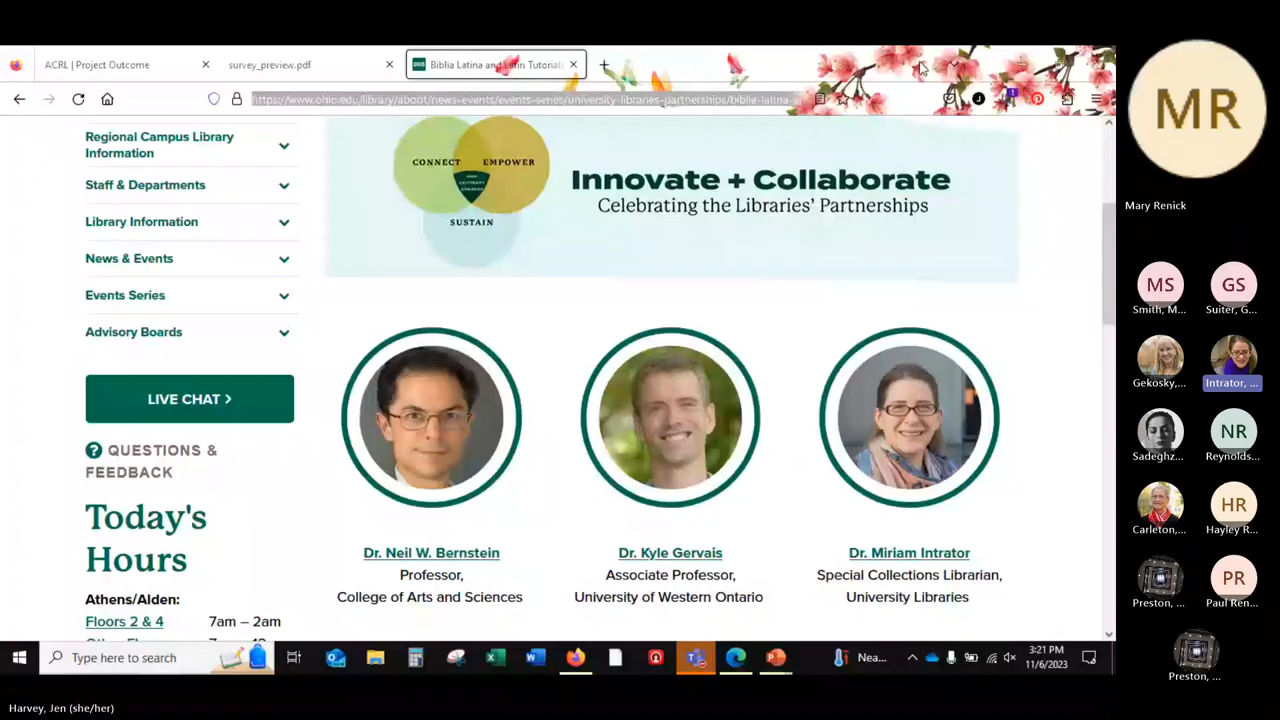 ACRL | Project Outcome
survey_preview.pdf
Biblia Latina and Latin Tutorial
https://www.ohio.edu/library/about/news-events/events-series/university-libraries-partnerships/biblie-latina-
Regional Campus Library
Information
Staff & Departments
Library Information
News & Events
Events Series
Advisory Boards
LIVE CHAT >
? QUESTIONS &
FEEDBACK
Today's
Hours
Athens/Alden:
Floors 2 & 4 7am – 2am
CONNECT EMPOWER
SUSTAIN
Innovate + Collaborate
Celebrating the Libraries' Partnerships
Dr. Neil W. Bernstein
Professor,
College of Arts and Sciences
Dr. Kyle Gervais
Associate Professor,
University of Western Ontario
Dr. Miriam Intrator
Special Collections Librarian,
University Libraries
Type here to search
Nea...
3:21 PM
11/6/2023
Harvey, Jen (she/her)
MR
Mary Renick
MS
Smith, M...
GS
Suiter, G...
Gekosky,...
Intrator, ...
Sadeghz...
NR
Reynolds...
Carleton,...
HR
Hayley R...
Preston, ...
PR
Paul Ren...
Preston, ...